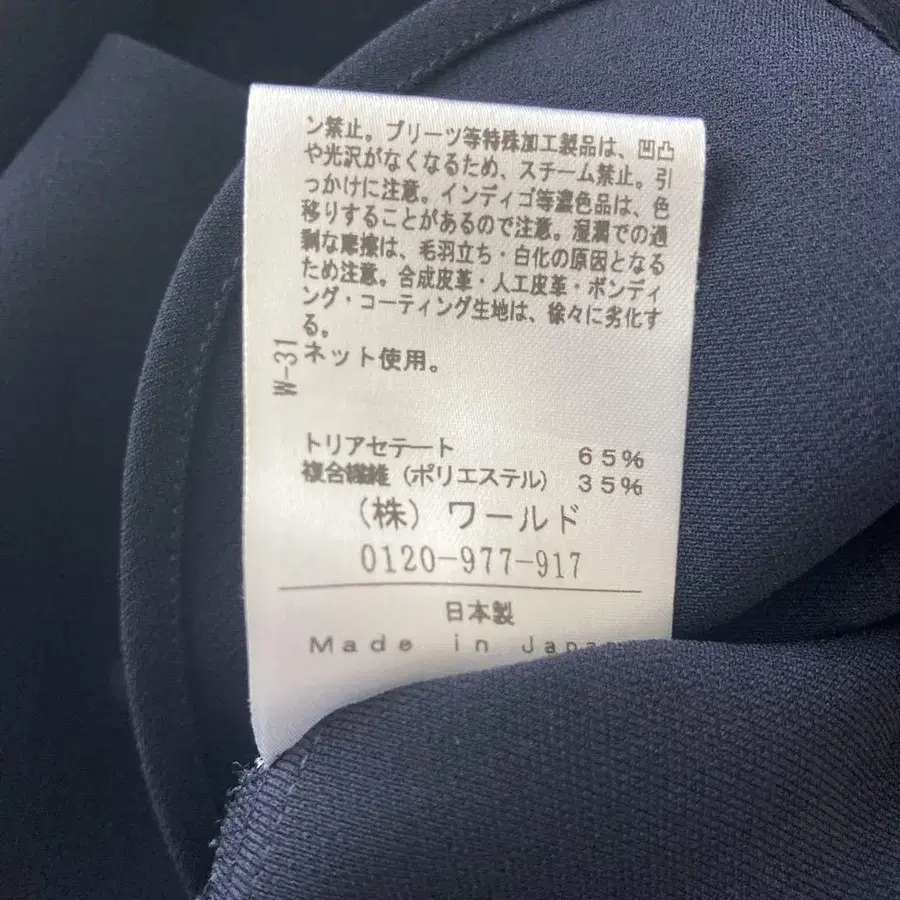 ン禁止。プリーツ等特殊加工製品は、凹凸
や光沢がなくなるため、スチーム禁止。引
っかけに注意。インディゴ等濃色品は、色
移りすることがあるので注意。湿潤での過
剰な摩擦は、毛羽立ち・白化の原因となる
ため注意。合成皮革・人工皮革・ボンディ
ング・コーティング生地は、徐々に劣化す
る。
ネット使用。
W-31
トリアセテート 65%
複合繊維(ポリエステル) 35%
(株)ワールド
0120-977-917
日本製
Made in Japan